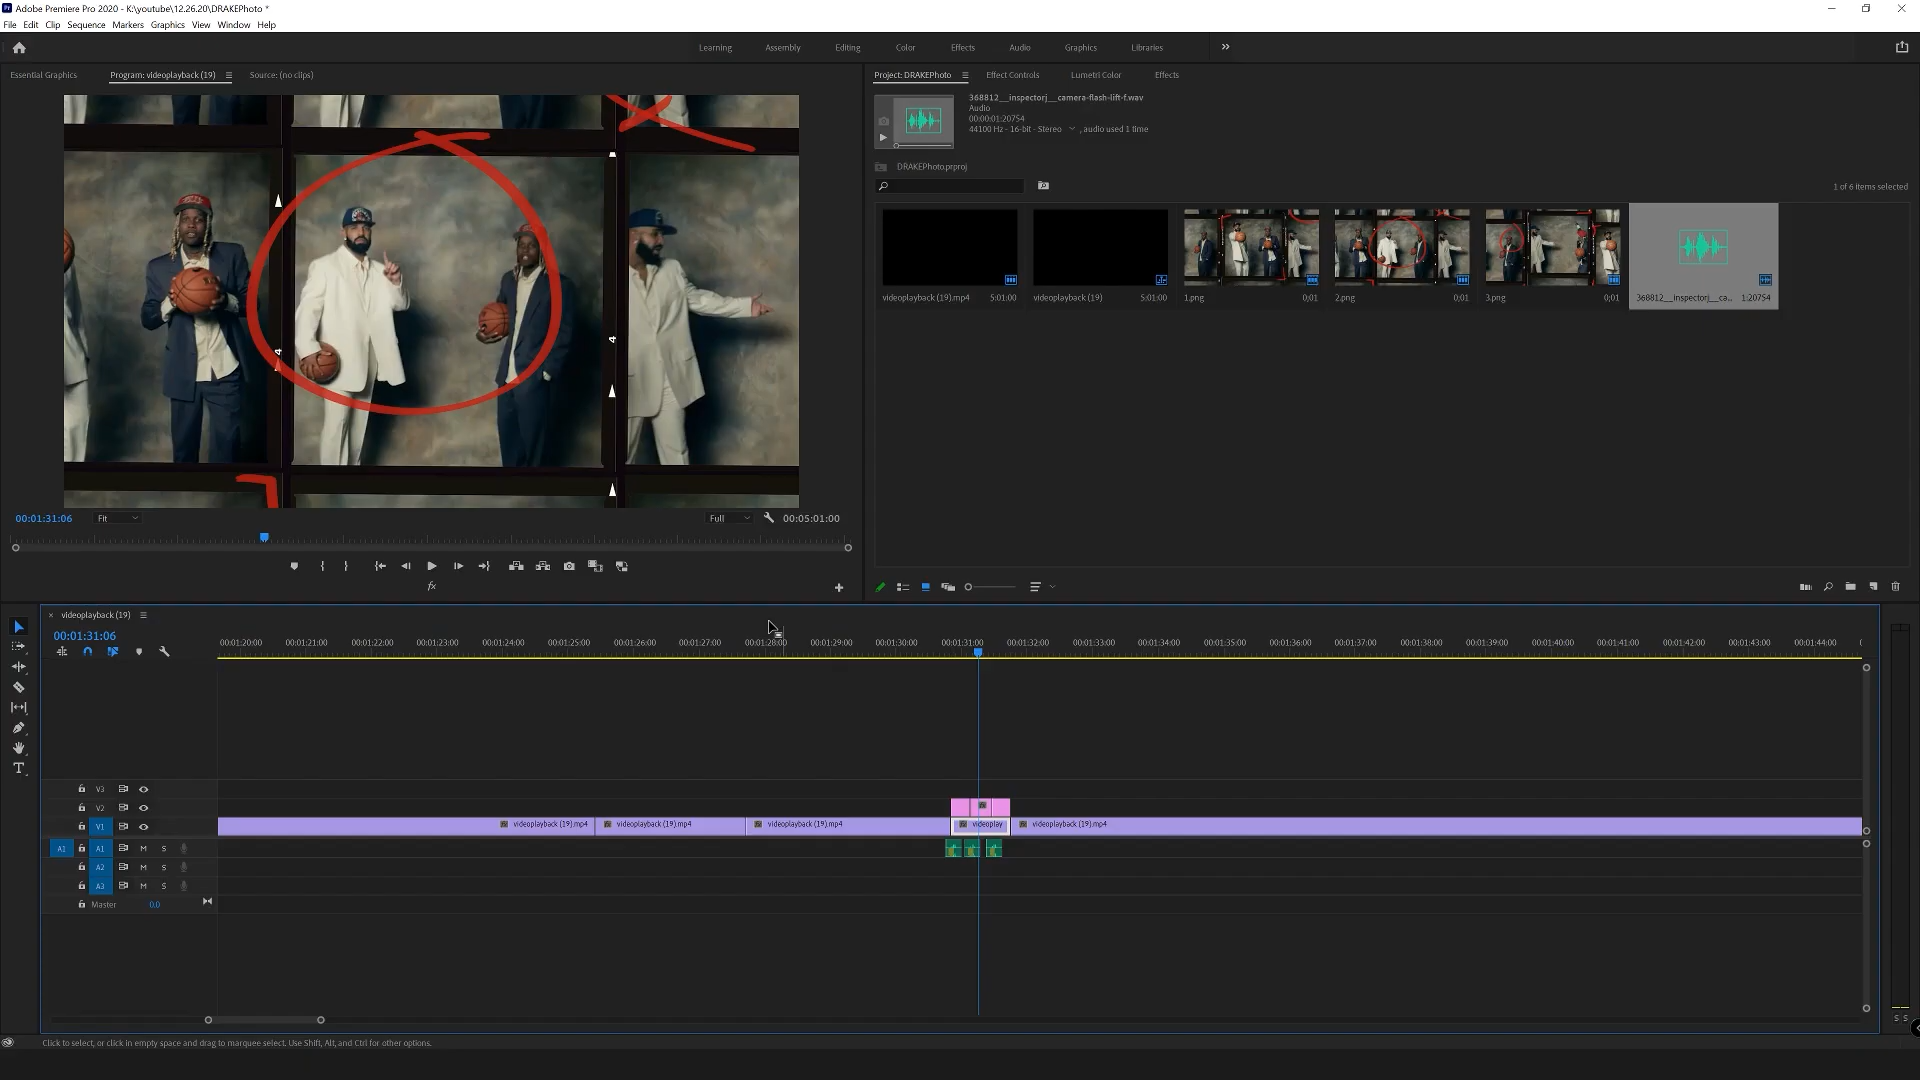 Adobe Premiere Pro 2020 - K:\youtube\12.26.20\DRAKEPhoto *
File Edit Clip Sequence Markers Graphics View Window Help
Learning Assembly Editing Color Effects Audio Graphics Libraries
Essential Graphics Program: videoplayback (19) Source: (no clips)
Project: DRAKEPhoto Effect Controls Lumetri Color Effects
368812__inspectorj__camera-flash-lift-f.wav
Audio
00:00:01:20754
44100 Hz - 16-bit - Stereo , audio used 1 time
DRAKEPhoto.prproj
1 of 6 items selected
videoplayback (19).mp4 5:01:00
videoplayback (19) 5:01:00
1.png 0;01
2.png 0;01
3.png 0;01
368812__inspectorj__ca... 1:20754
4
4
00:01:31:06 Fit Full 00:05:01:00
fx
videoplayback (19)
00:01:31:06
00:01:20:00 00:01:21:00 00:01:22:00 00:01:23:00 00:01:24:00 00:01:25:00 00:01:26:00 00:01:27:00 00:01:28:00 00:01:29:00 00:01:30:00 00:01:31:00 00:01:32:00 00:01:33:00 00:01:34:00 00:01:35:00 00:01:36:00 00:01:37:00 00:01:38:00 00:01:39:00 00:01:40:00 00:01:41:00 00:01:42:00 00:01:43:00 00:01:44:00
V3
V2
V1 videoplayback (19).mp4 videoplayback (19).mp4 videoplayback (19).mp4 videoplay videoplayback (19).mp4
A1 A1 M S
A2 M S
A3 M S
Master 0.0
S S
Click to select, or click in empty space and drag to marquee select. Use Shift, Alt, and Ctrl for other options.